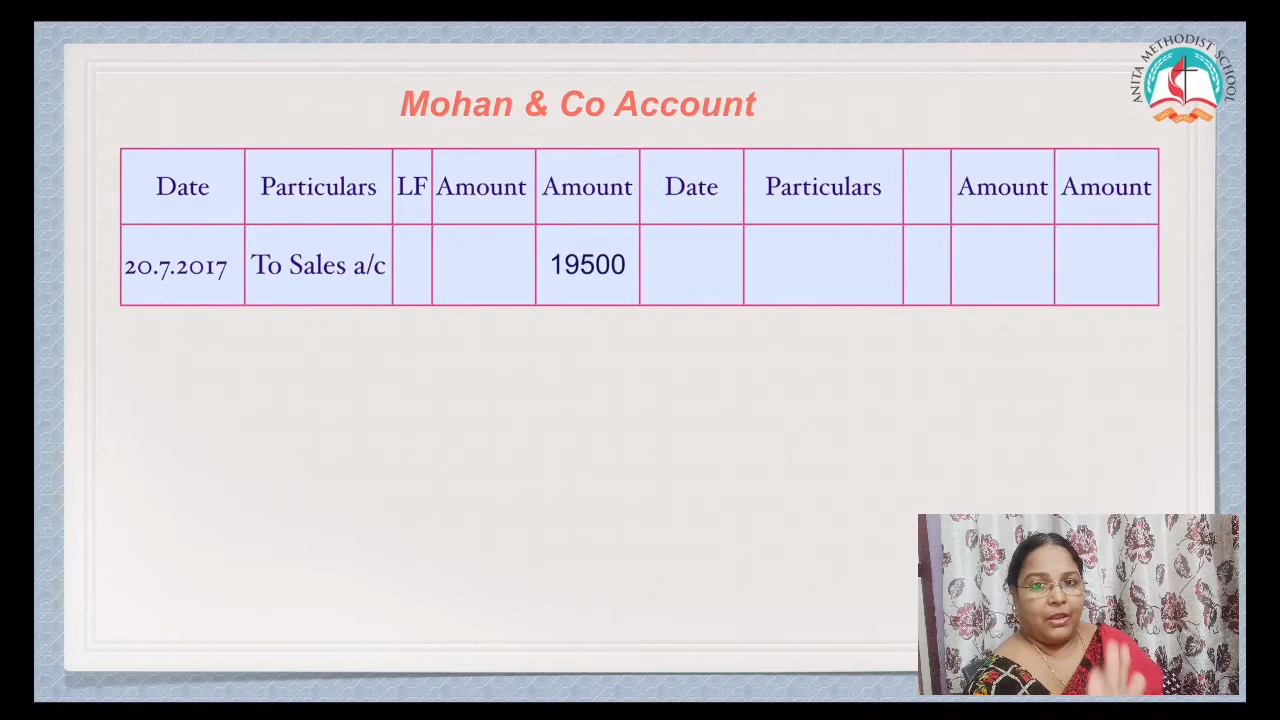 ANITA METHODIST SCHOOL
Mohan & Co Account
Date Particulars LF Amount Amount Date Particulars Amount Amount
20.7.2017 To Sales a/c 19500